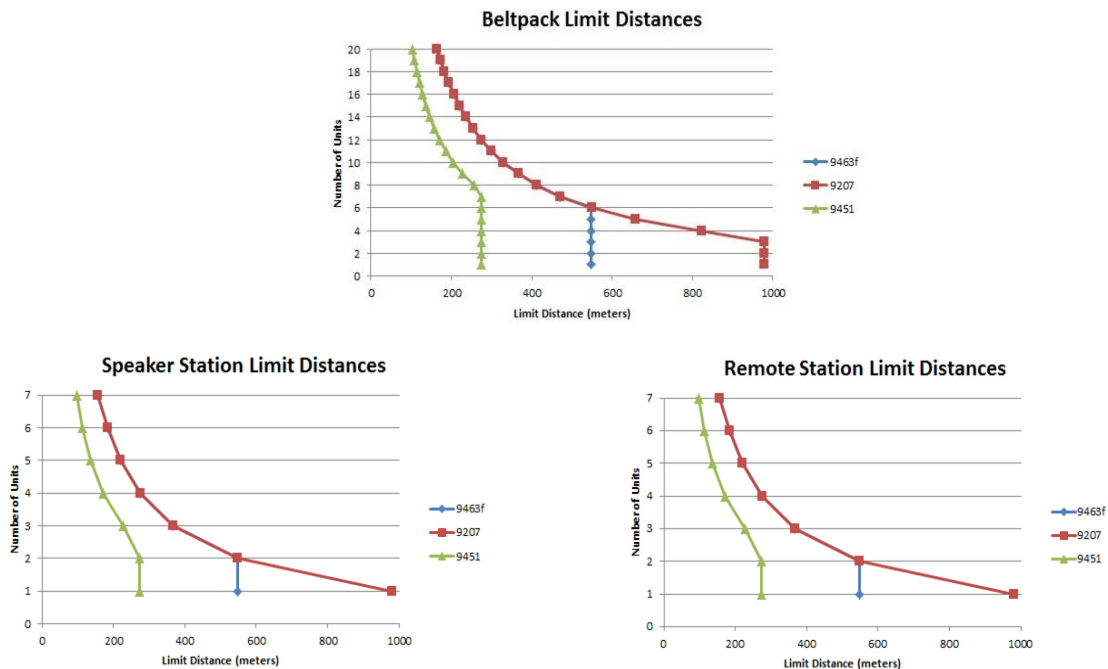 Beltpack Limit Distances
20
18
16
14
12
10
8
6
4
2
0
Number of Units
0 200 400 600 800 1000
Limit Distance (meters)
9463f
9207
9451
Speaker Station Limit Distances
7
6
5
4
3
2
1
0
Number of Units
0 200 400 600 800 1000
Limit Distance (meters)
9463f
9207
9451
Remote Station Limit Distances
7
6
5
4
3
2
1
0
Number of Units
0 200 400 600 800 1000
Limit Distance (meters)
9463f
9207
9451